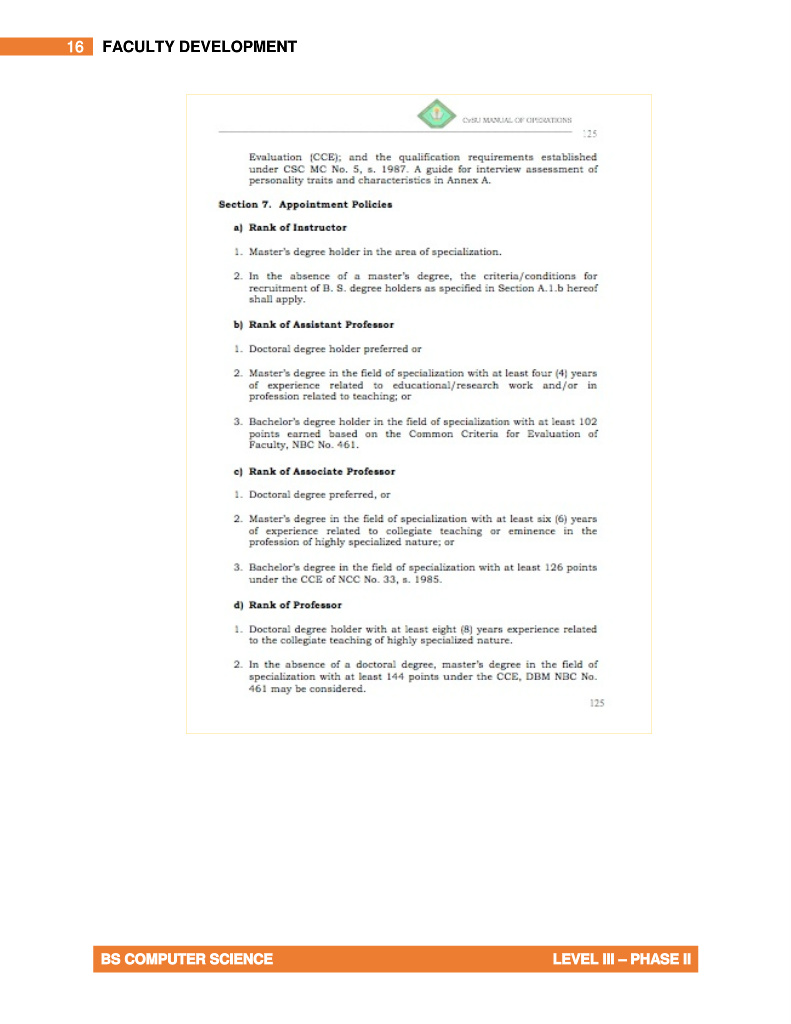 16 FACULTY DEVELOPMENT
CvSU MANUAL OF OPERATIONS
125
Evaluation (CCE); and the qualification requirements established
under CSC MC No. 5, s. 1987. A guide for interview assessment of
personality traits and characteristics in Annex A.
Section 7. Appointment Policies
a) Rank of Instructor
1. Master's degree holder in the area of specialization.
2. In the absence of a master's degree, the criteria/conditions for
recruitment of B. S. degree holders as specified in Section A.1.b hereof
shall apply.
b) Rank of Assistant Professor
1. Doctoral degree holder preferred or
2. Master's degree in the field of specialization with at least four (4) years
of experience related to educational/research work and/or in
profession related to teaching; or
3. Bachelor's degree holder in the field of specialization with at least 102
points earned based on the Common Criteria for Evaluation of
Faculty, NBC No. 461.
c) Rank of Associate Professor
1. Doctoral degree preferred, or
2. Master's degree in the field of specialization with at least six (6) years
of experience related to collegiate teaching or eminence in the
profession of highly specialized nature; or
3. Bachelor's degree in the field of specialization with at least 126 points
under the CCE of NCC No. 33, s. 1985.
d) Rank of Professor
1. Doctoral degree holder with at least eight (8) years experience related
to the collegiate teaching of highly specialized nature.
2. In the absence of a doctoral degree, master's degree in the field of
specialization with at least 144 points under the CCE, DBM NBC No.
461 may be considered.
125
BS COMPUTER SCIENCE LEVEL III – PHASE II